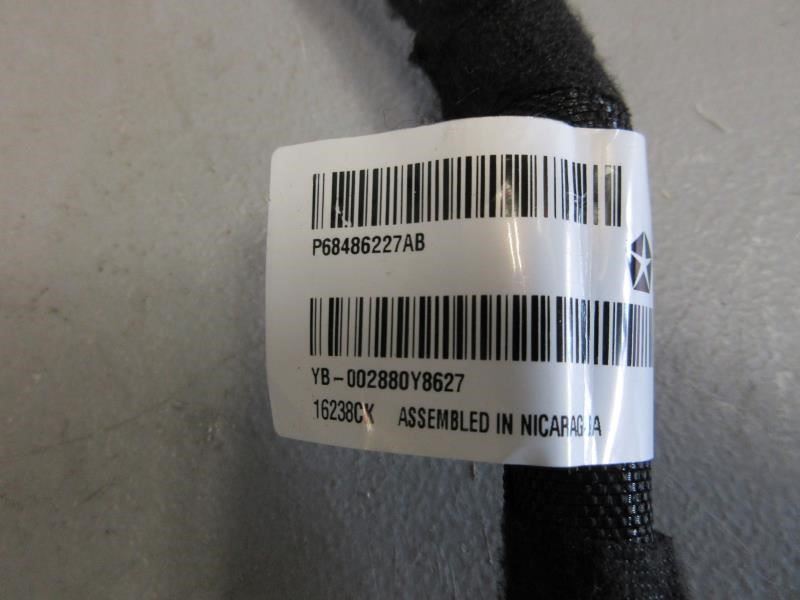 P68486227AB
YB-002880Y8627
16238CK ASSEMBLED IN NICARAGUA